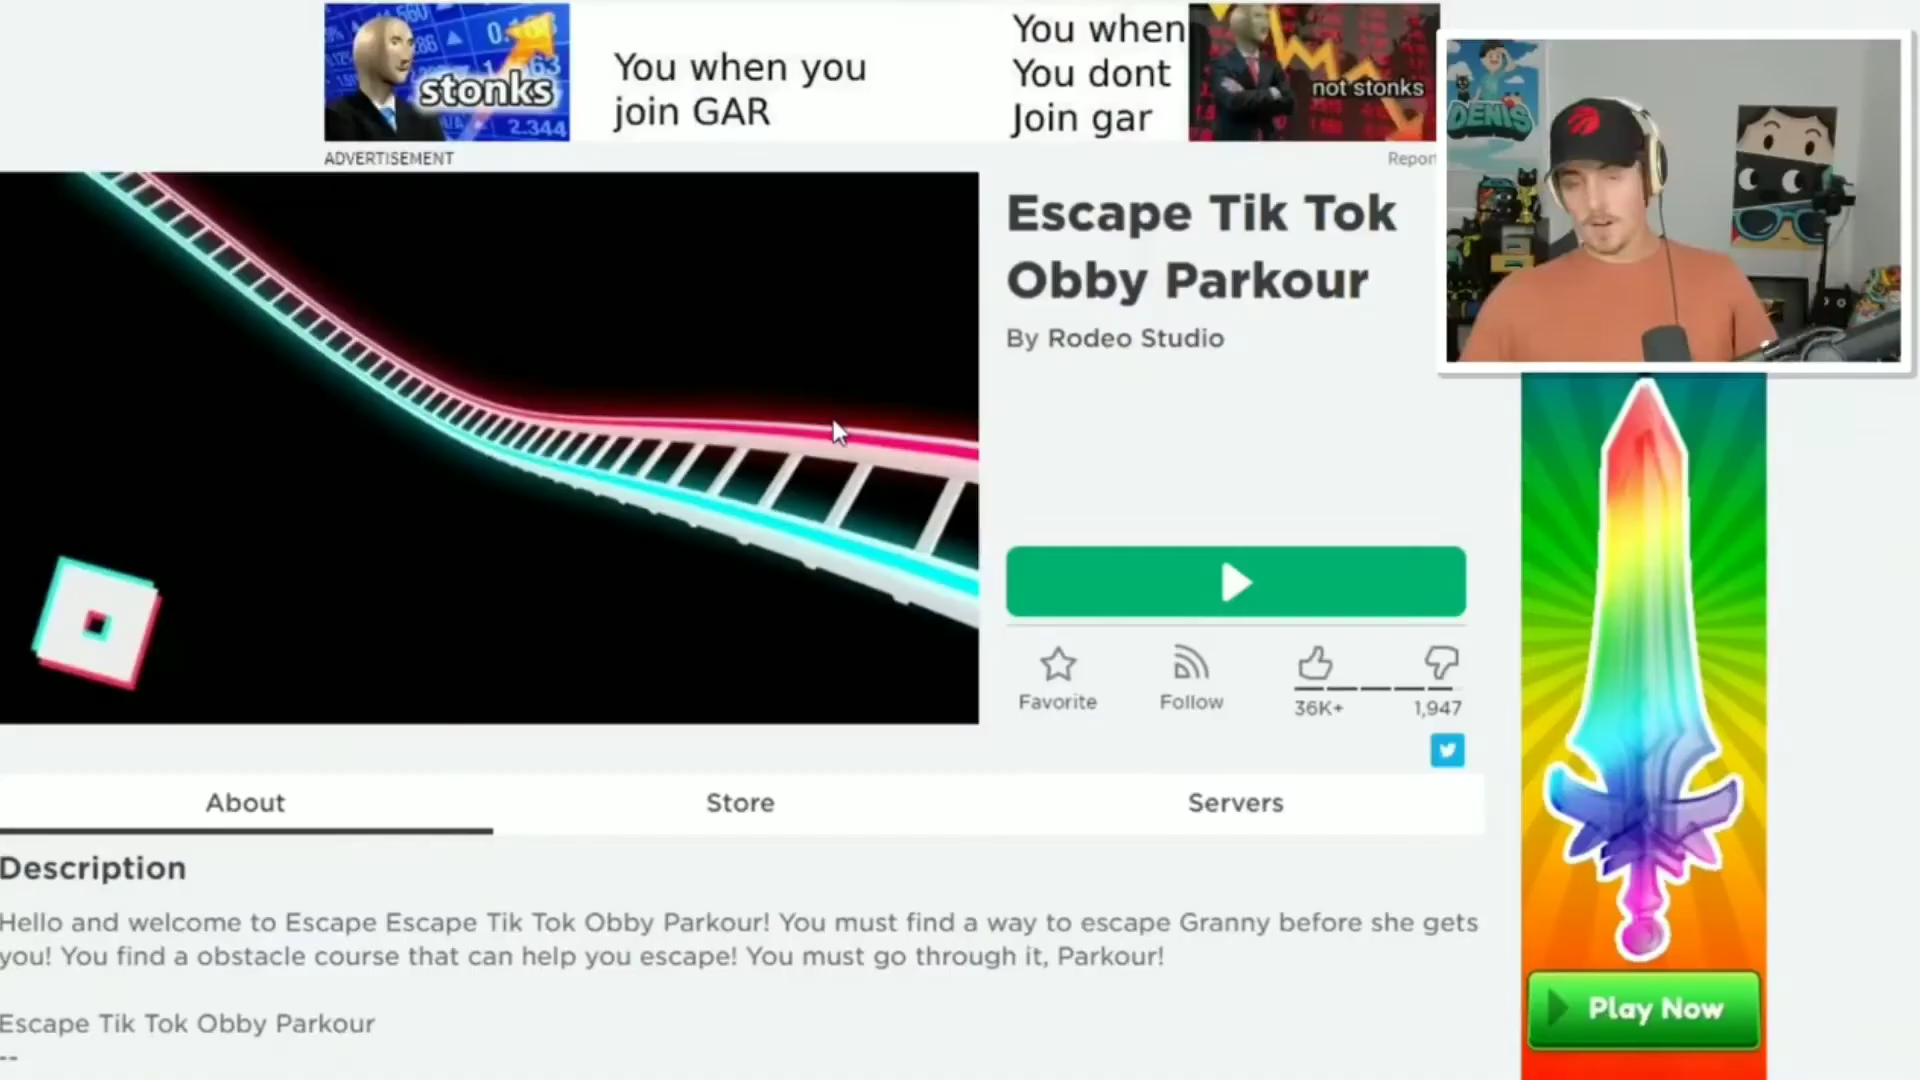 stonks
2.344
You when you
join GAR
You when
You dont
Join gar
not stonks
ADVERTISEMENT
Repor
DENIS
Escape Tik Tok
Obby Parkour
By Rodeo Studio
Favorite
Follow
36K+
1,947
About
Store
Servers
Description
Hello and welcome to Escape Escape Tik Tok Obby Parkour! You must find a way to escape Granny before she gets
you! You find a obstacle course that can help you escape! You must go through it, Parkour!
Escape Tik Tok Obby Parkour
--
Play Now